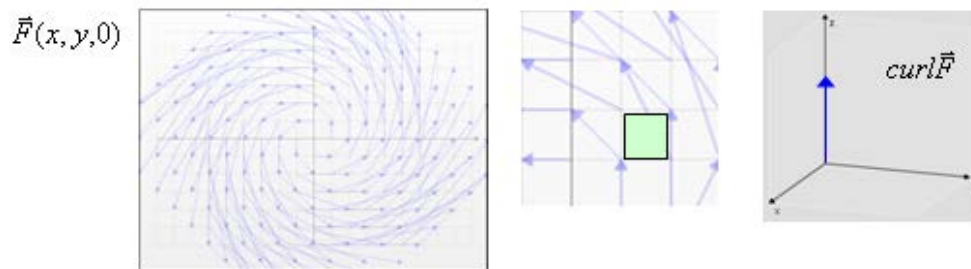 F⃗(x, y,0)
curlF⃗
z
x